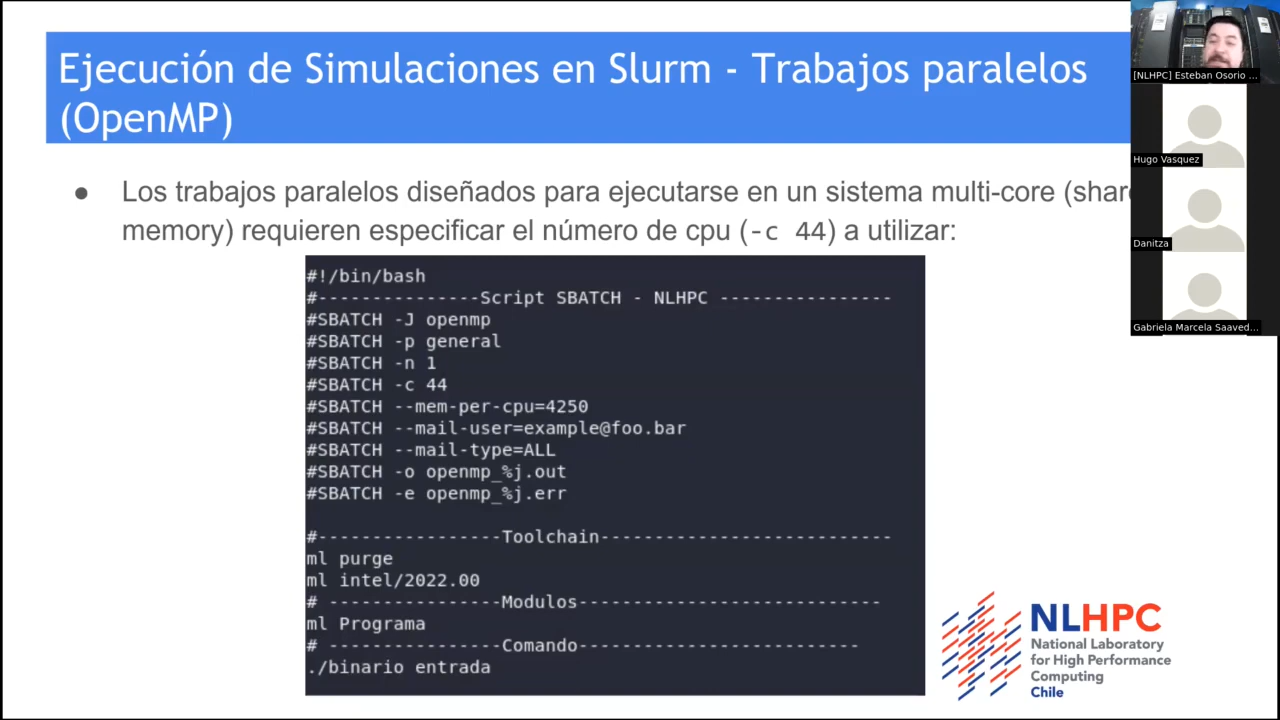 Ejecución de Simulaciones en Slurm - Trabajos paralelos
(OpenMP)
● Los trabajos paralelos diseñados para ejecutarse en un sistema multi-core
memory) requieren especificar el número de cpu (-c 44) a utilizar:
#!/bin/bash
#---------------Script SBATCH - NLHPC ----------------
#SBATCH -J openmp
#SBATCH -p general
#SBATCH -n 1
#SBATCH -c 44
#SBATCH --mem-per-cpu=4250
#SBATCH --mail-user=example@foo.bar
#SBATCH --mail-type=ALL
#SBATCH -o openmp_%j.out
#SBATCH -e openmp_%j.err
#-----------------Toolchain---------------------------
ml purge
ml intel/2022.00
# ----------------Modulos----------------------------
ml Programa
# ----------------Comando--------------------------
./binario entrada
[NLHPC] Esteban Osorio ...
Hugo Vasquez
Danitza
Gabriela Marcela Saaved...
NLHPC
National Laboratory
for High Performance
Computing
Chile